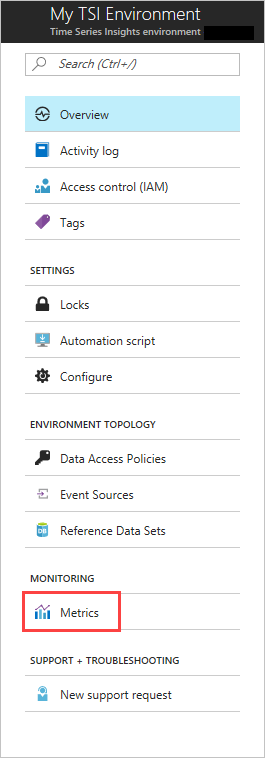 My TSI Environment
Time Series Insights environment
Search (Ctrl+/)
Overview
Activity log
Access control (IAM)
Tags
SETTINGS
Locks
Automation script
Configure
ENVIRONMENT TOPOLOGY
Data Access Policies
Event Sources
DB
Reference Data Sets
MONITORING
Metrics
SUPPORT + TROUBLESHOOTING
New support request